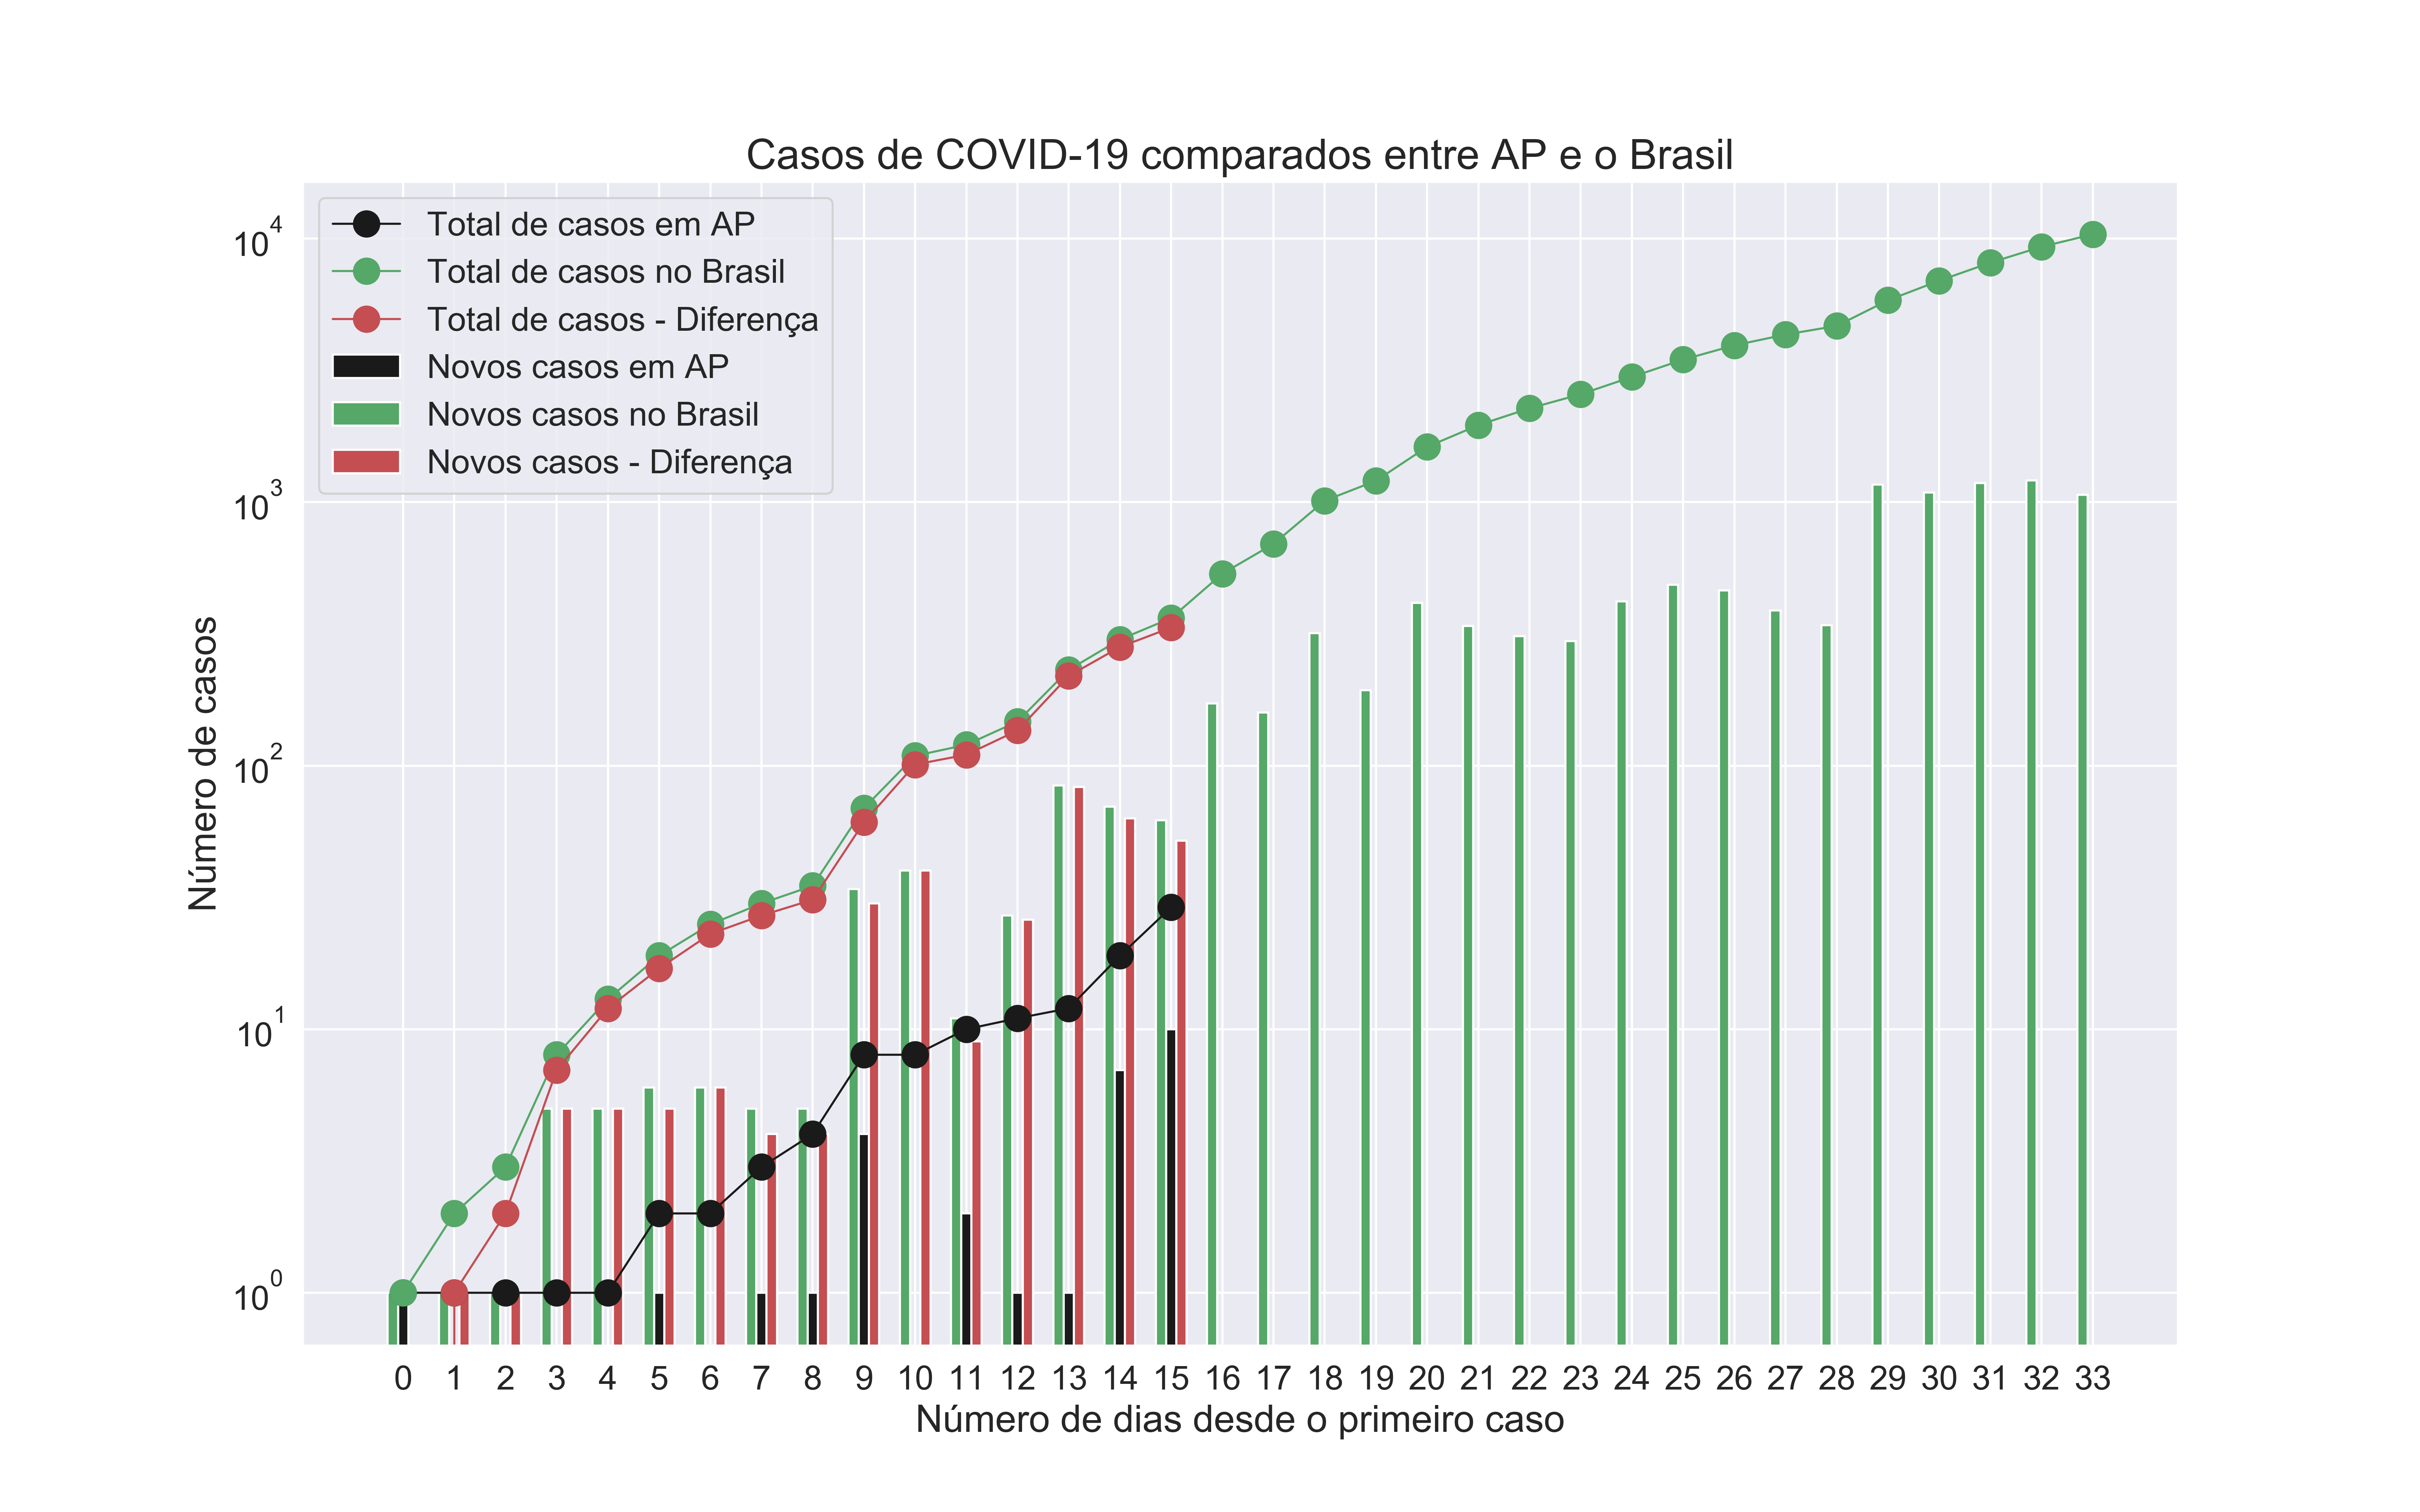 Casos de COVID-19 comparados entre AP e o Brasil
Total de casos em AP
Total de casos no Brasil
Total de casos - Diferença
Novos casos em AP
Novos casos no Brasil
Novos casos - Diferença
10^4
10^3
10^2
10^1
10^0
Número de casos
0 1 2 3 4 5 6 7 8 9 10 11 12 13 14 15 16 17 18 19 20 21 22 23 24 25 26 27 28 29 30 31 32 33
Número de dias desde o primeiro caso